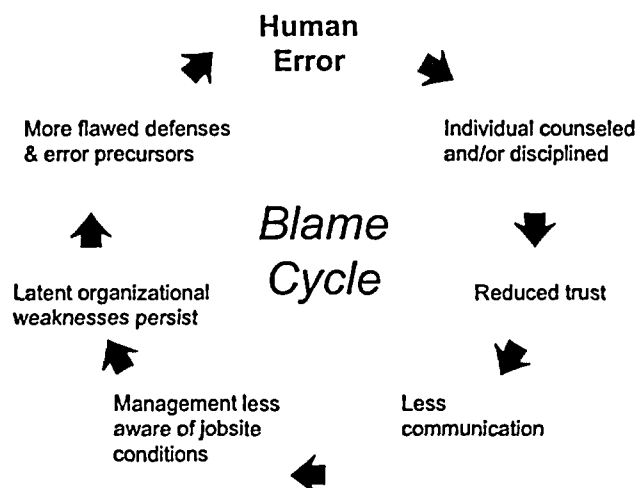 Human
Error
Individual counseled
and/or disciplined
Reduced trust
Less
communication
Management less
aware of jobsite
conditions
Latent organizational
weaknesses persist
More flawed defenses
& error precursors
Blame
Cycle